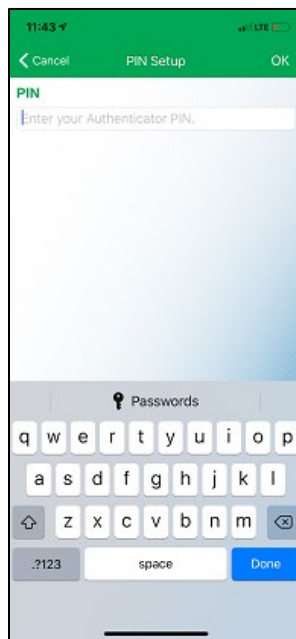 11:43
LTE
Cancel
PIN Setup
OK
PIN
Enter your Authenticator PIN.
Passwords
q w e r t y u i o p
a s d f g h j k l
z x c v b n m
.?123
space
Done